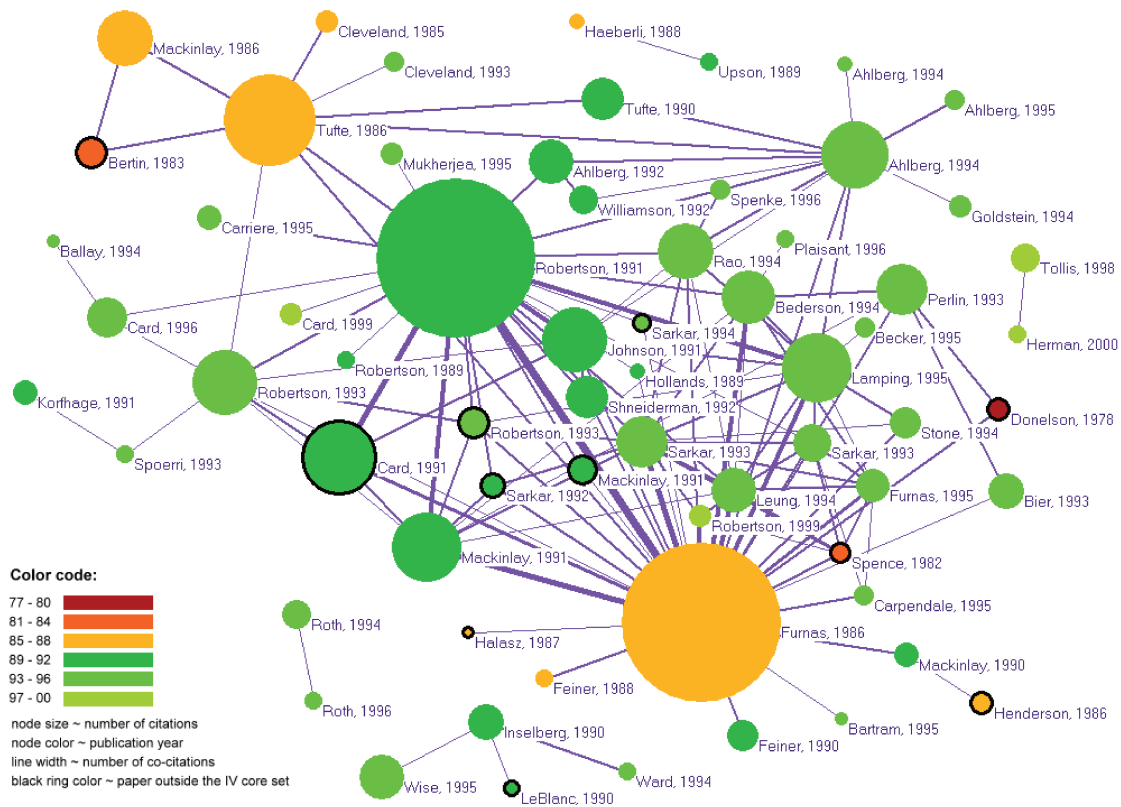 Haeberli, 1988
Cleveland, 1985
Mackinlay, 1986
Upson, 1989
Ahlberg, 1994
Cleveland, 1993
Tufte, 1990
Ahlberg, 1995
Tufte, 1986
Bertin, 1983
Mukherjea, 1995
Ahlberg, 1992
Ahlberg, 1994
Williamson, 1992
Spenke, 1996
Goldstein, 1994
Carriere, 1995
Ballay, 1994
Plaisant, 1996
Robertson, 1991
Rao, 1994
Tollis, 1998
Bederson, 1994
Perlin, 1993
Card, 1996
Card, 1999
Sarkar, 1994
Becker, 1995
Herman, 2000
Johnson, 1991
Robertson, 1989
Hollands, 1989
Lamping, 1995
Robertson, 1993
Korfhage, 1991
Shneiderman, 1992
Donelson, 1978
Robertson, 1993
Stone, 1994
Sarkar, 1993
Sarkar, 1993
Spoerri, 1993
Card, 1991
Mackinlay, 1991
Sarkar, 1992
Leung, 1994
Furnas, 1995
Bier, 1993
Robertson, 1999
Mackinlay, 1991
Spence, 1982
Carpendale, 1995
Roth, 1994
Furnas, 1986
Halasz, 1987
Mackinlay, 1990
Feiner, 1988
Roth, 1996
Henderson, 1986
Bartram, 1995
Inselberg, 1990
Feiner, 1990
Wise, 1995
Ward, 1994
LeBlanc, 1990
Color code:
77 - 80
81 - 84
85 - 88
89 - 92
93 - 96
97 - 00
node size ~ number of citations
node color ~ publication year
line width ~ number of co-citations
black ring color ~ paper outside the IV core set